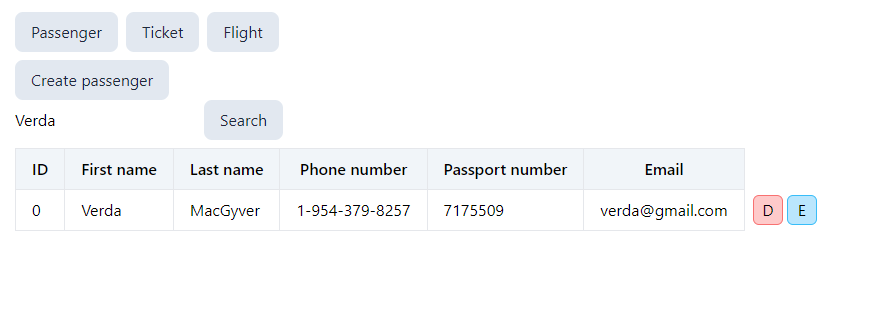 Passenger Ticket Flight
Create passenger
Verda Search
ID First name Last name Phone number Passport number Email
0 Verda MacGyver 1-954-379-8257 7175509 verda@gmail.com D E